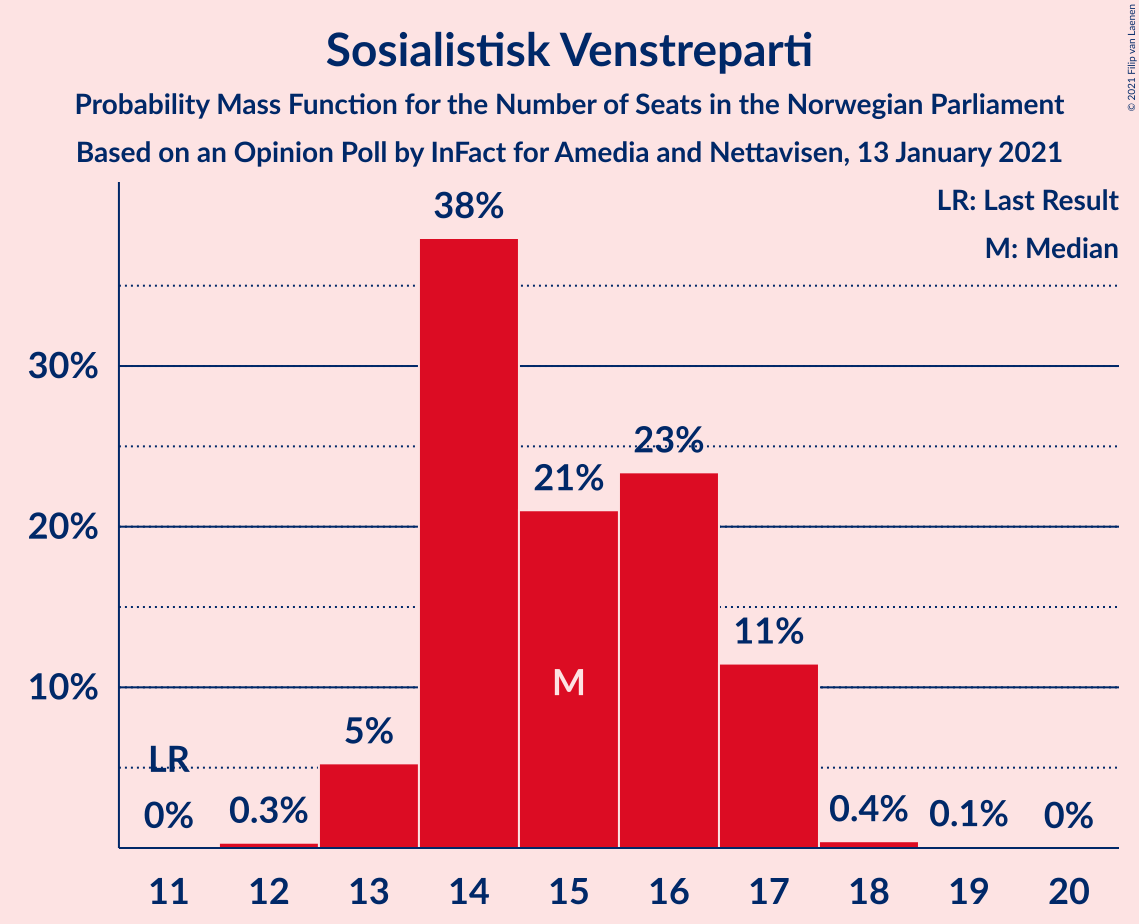 Sosialistisk Venstreparti
Probability Mass Function for the Number of Seats in the Norwegian Parliament
Based on an Opinion Poll by InFact for Amedia and Nettavisen, 13 January 2021
© 2021 Filip van Laenen
LR: Last Result
M: Median
38%
30%
23%
21%
20%
11%
10%
M
5%
LR
0%
0.3%
0.4%
0.1%
0%
11 12 13 14 15 16 17 18 19 20